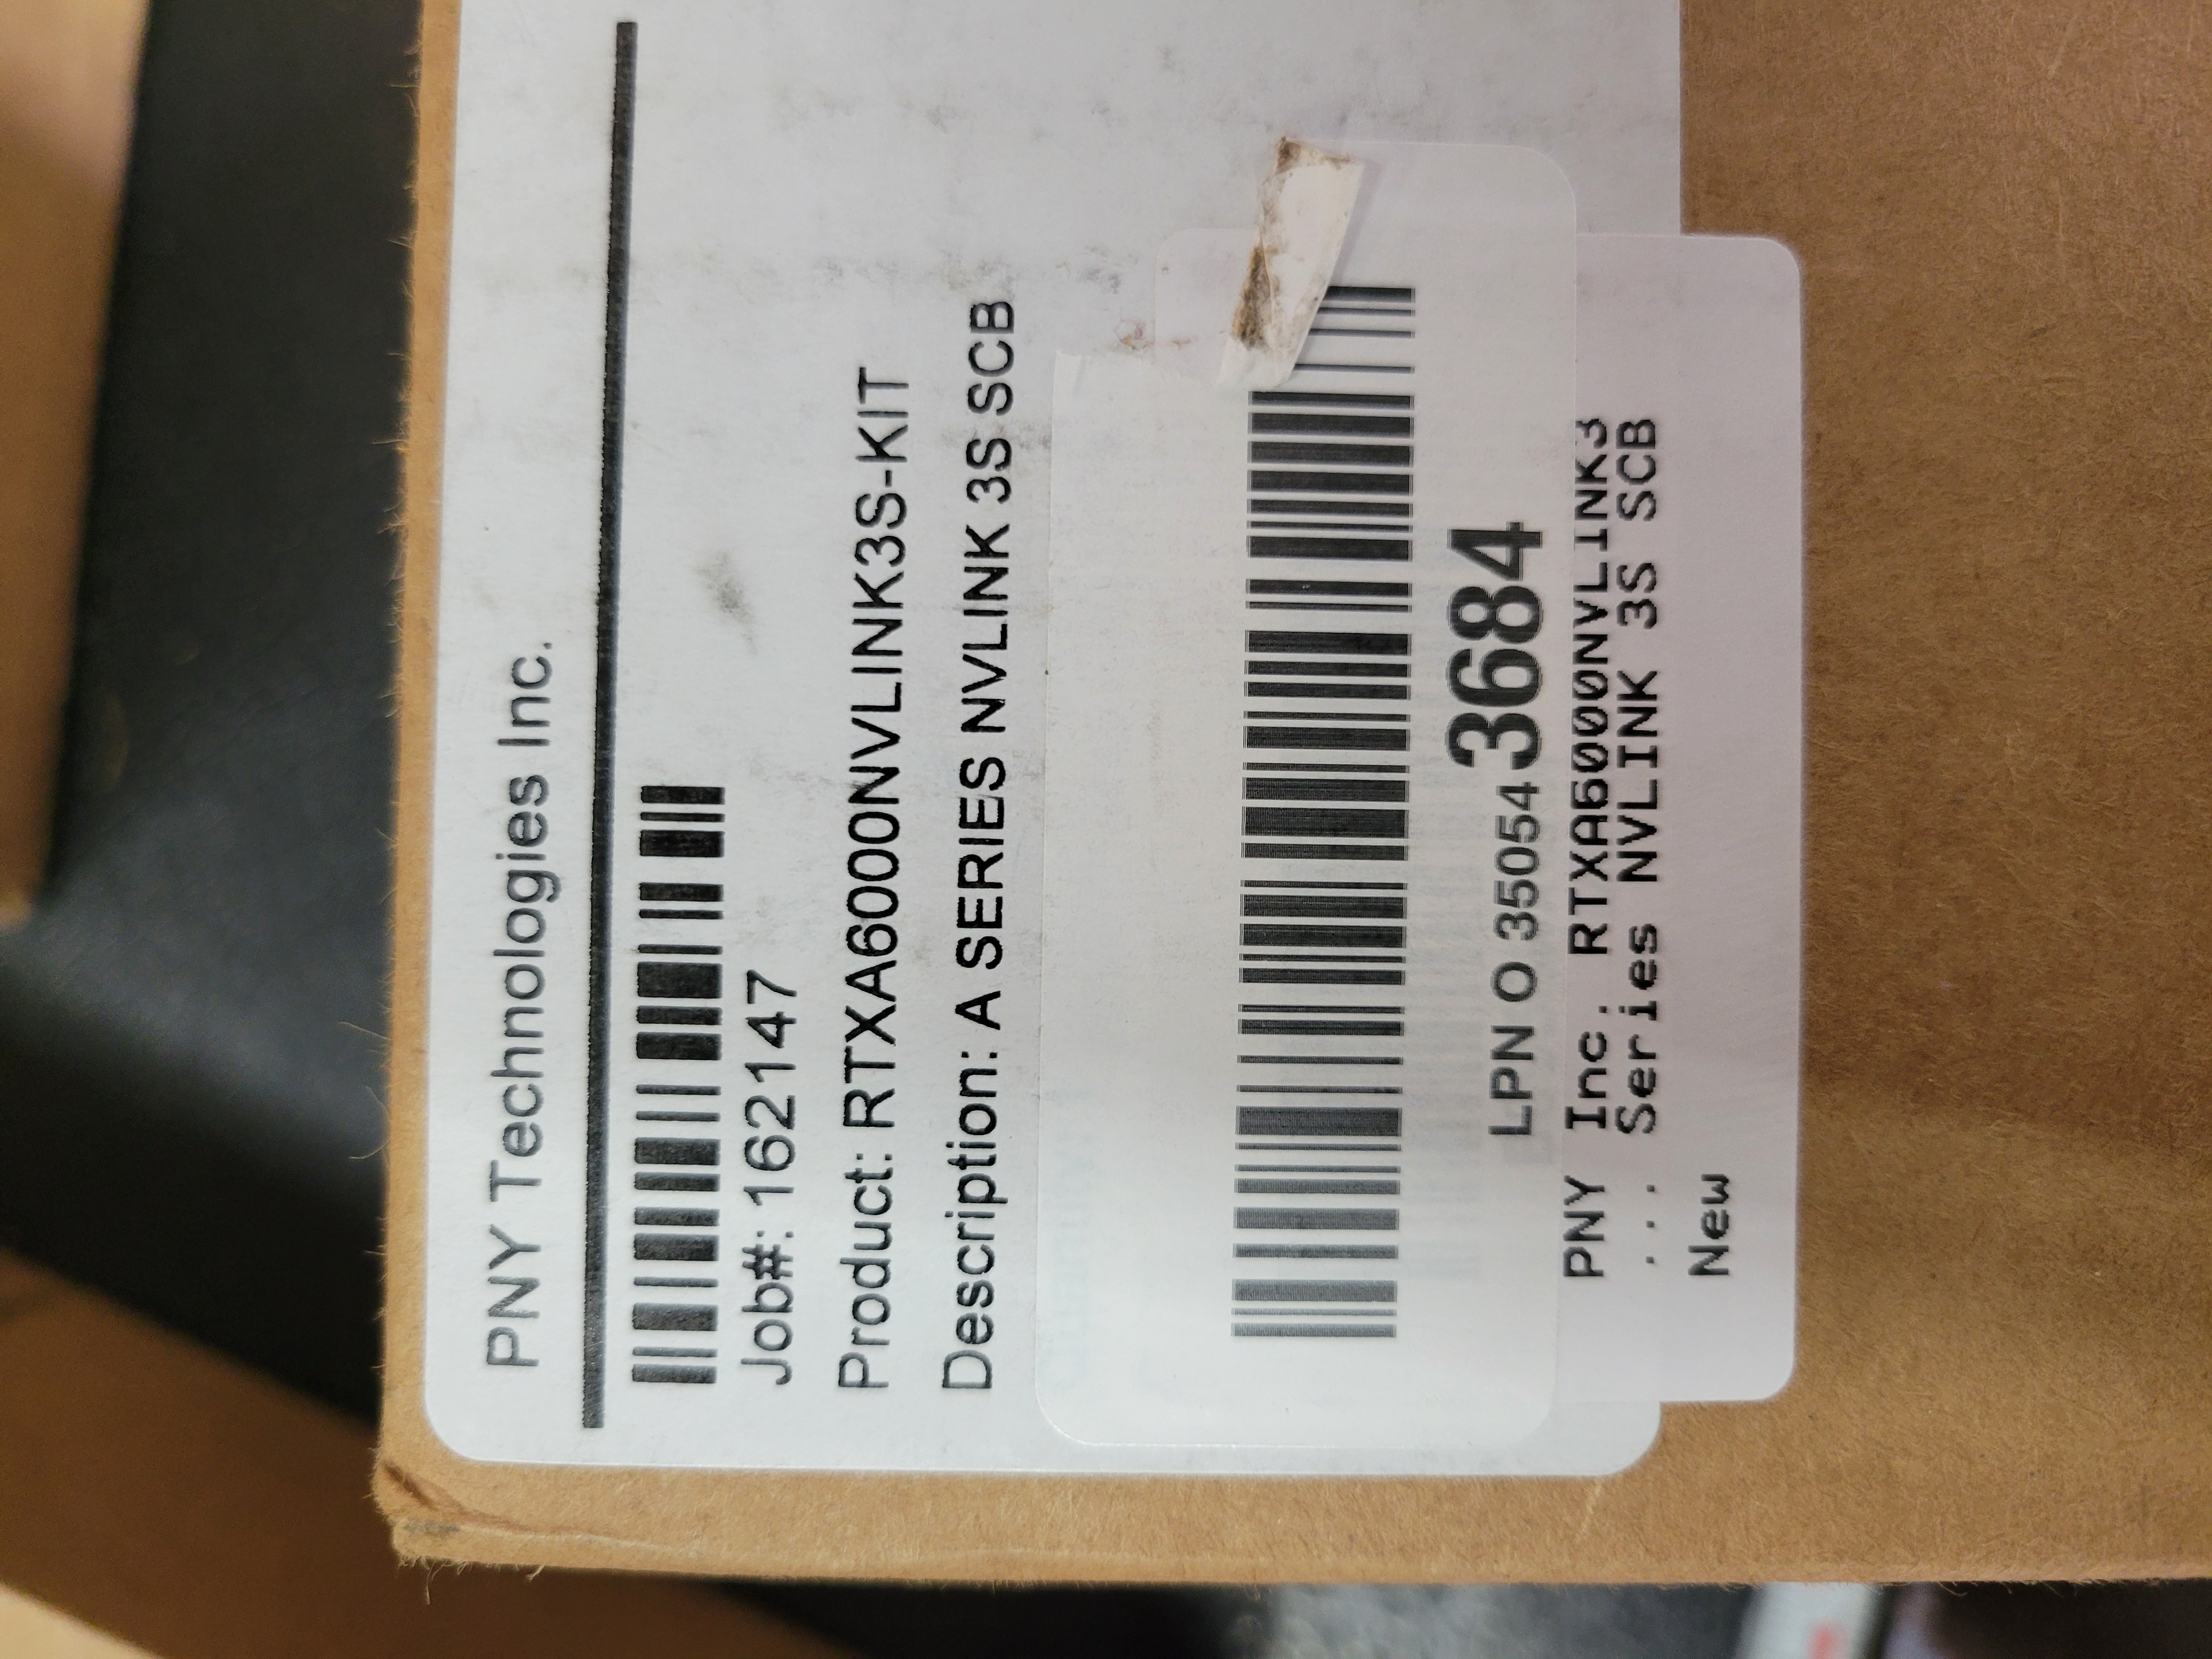 PNY Technologies Inc.
Job#: 162147
Product: RTXA6000NVLINK3S-KIT
Description: A SERIES NVLINK 3S SCB
LPN O 35054 3684
PNY Inc. RTXA6000NVLINK3
... Series NVLINK 3S SCB
New